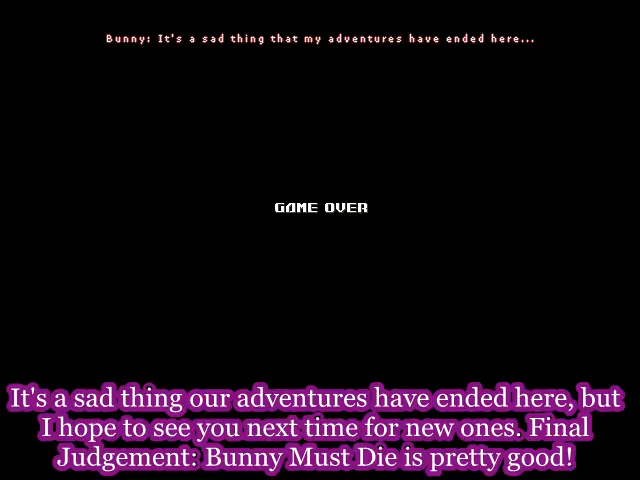 Bunny: It's a sad thing that my adventures have ended here...
GAME OVER
It's a sad thing our adventures have ended here, but
I hope to see you next time for new ones. Final
Judgement: Bunny Must Die is pretty good!